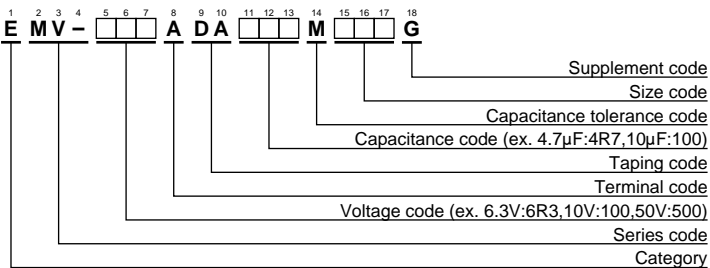 1 2 3 4 5 6 7 8 9 10 11 12 13 14 15 16 17 18
E M V – □□□ A D A □□□ M □□□ G
Supplement code
Size code
Capacitance tolerance code
Capacitance code (ex. 4.7µF:4R7,10µF:100)
Taping code
Terminal code
Voltage code (ex. 6.3V:6R3,10V:100,50V:500)
Series code
Category